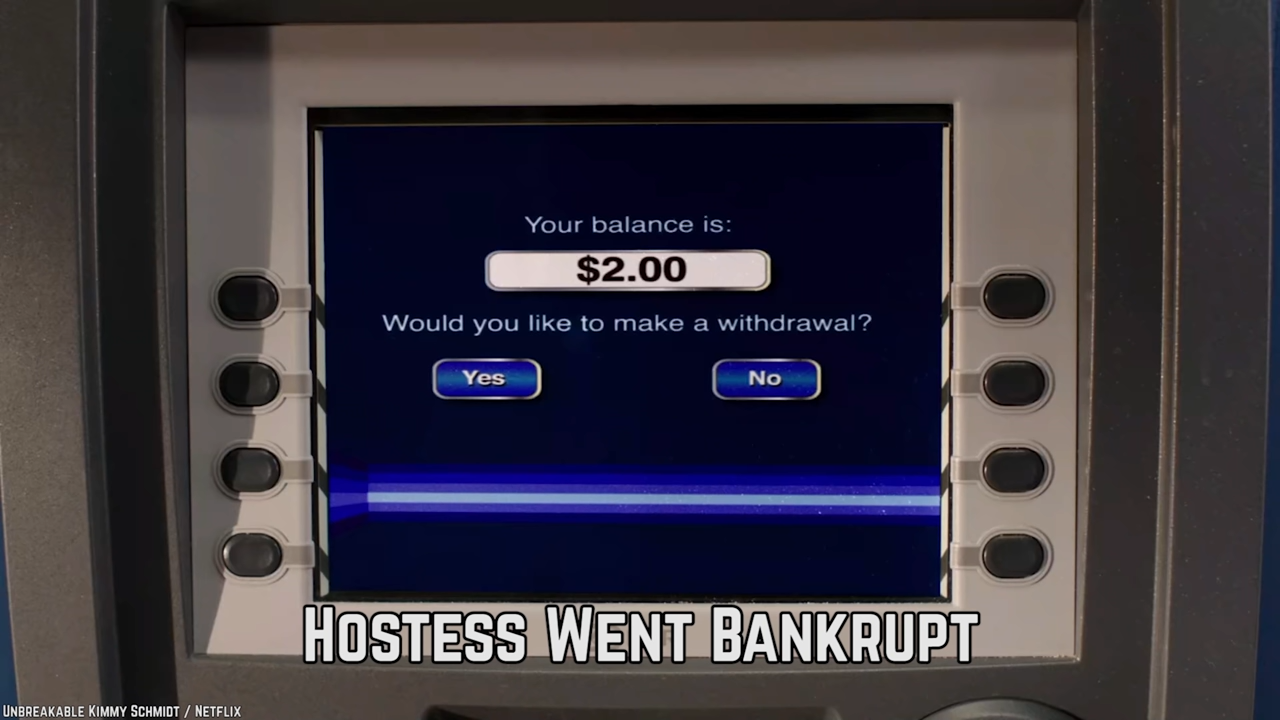 Your balance is:
$2.00
Would you like to make a withdrawal?
Yes No
Hostess Went Bankrupt
Unbreakable Kimmy Schmidt / Netflix